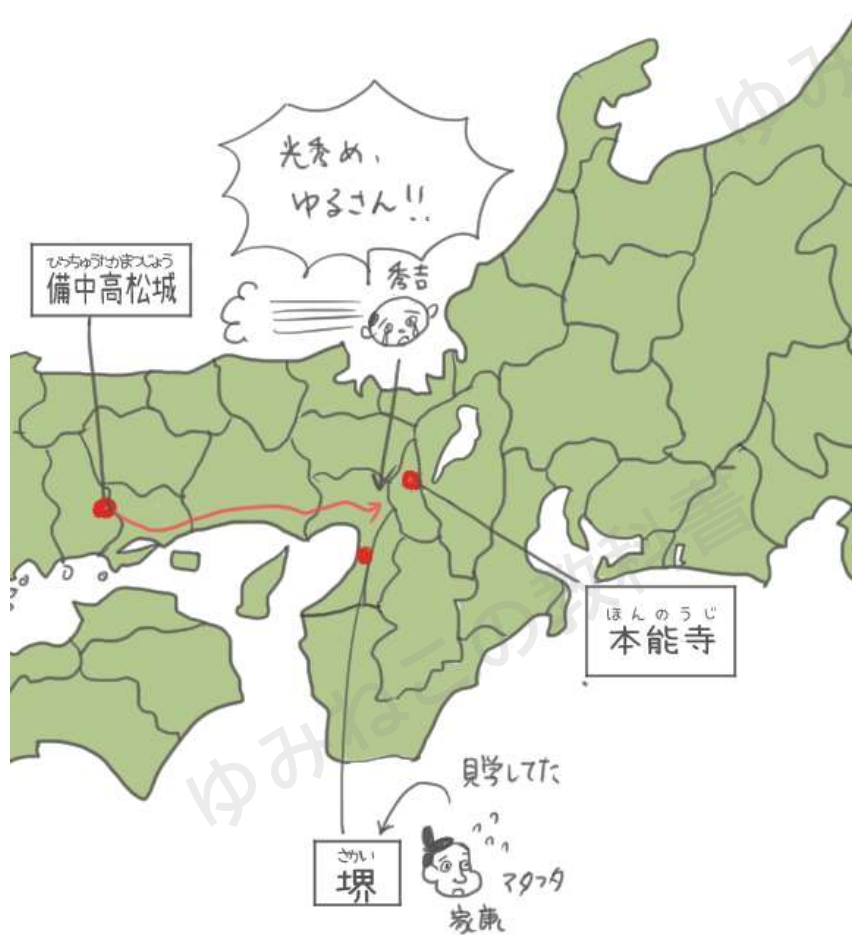 光秀め、
ゆるさん!!
秀吉
びっちゅうたかまつじょう
備中高松城
ほんのうじ
本能寺
見学してた
さかい
堺
アタフタ
家康
ゆみねこの教科書
ゆみ